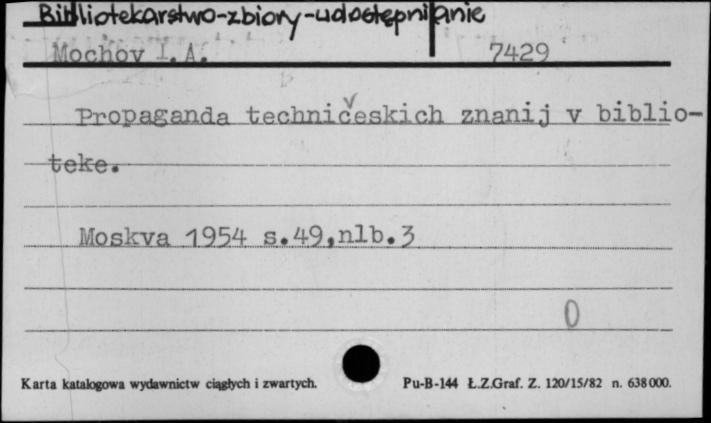 Bibliotekarstwo-zbiory-udostępnianie
Mochov I. A. 7429
Propaganda techničeskich znanij v biblio-
teke.
Moskva 1954 s.49,nlb.3
0
Karta katalogowa wydawnictw ciągłych i zwartych. Pu-B-144 Ł.Z.Graf. Z. 120/15/82 n. 638000.